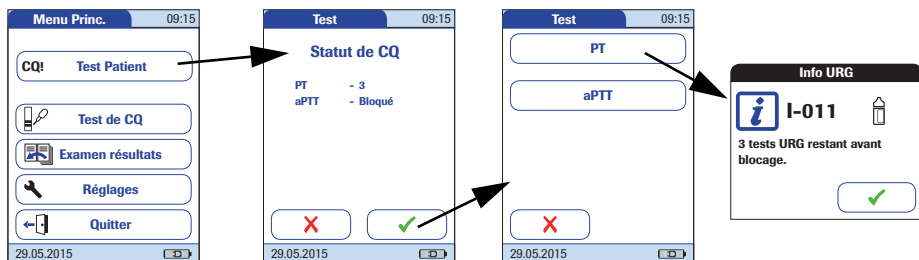 Menu Princ. 09:15
CQ! Test Patient
Test de CQ
Examen résultats
Réglages
Quitter
29.05.2015
Test 09:15
Statut de CQ
PT - 3
aPTT - Bloqué
29.05.2015
Test 09:15
PT
aPTT
29.05.2015
Info URG
I-011
3 tests URG restant avant
blocage.